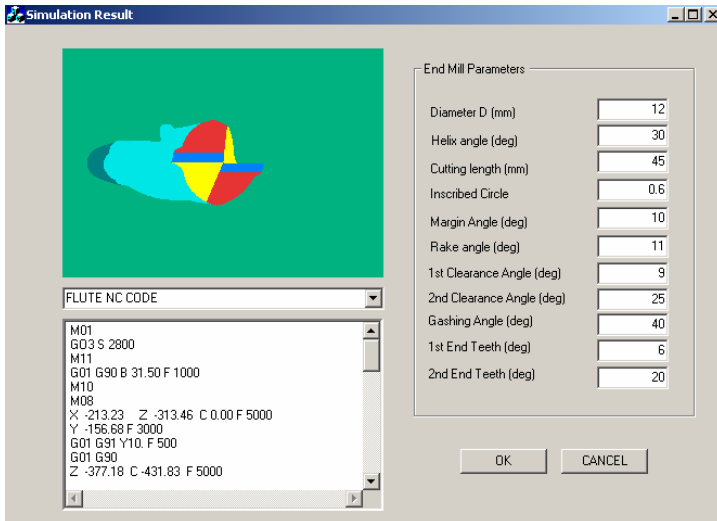 Simulation Result
FLUTE NC CODE
M01
GO3 S 2800
M11
G01 G90 B 31.50 F 1000
M10
M08
X -213.23 Z -313.46 C 0.00 F 5000
Y -156.68 F 3000
G01 G91 Y10. F 500
G01 G90
Z -377.18 C -431.83 F 5000
End Mill Parameters
Diameter D (mm) 12
Helix angle (deg) 30
Cutting length (mm) 45
Inscribed Circle 0.6
Margin Angle (deg) 10
Rake angle (deg) 11
1st Clearance Angle (deg) 9
2nd Clearance Angle (deg) 25
Gashing Angle (deg) 40
1st End Teeth (deg) 6
2nd End Teeth (deg) 20
OK CANCEL